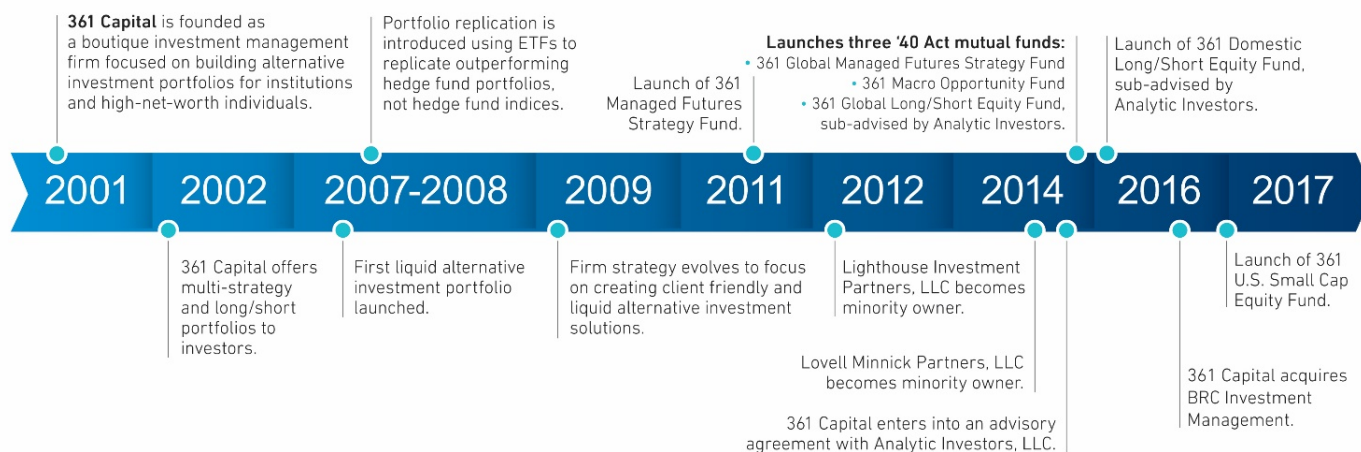 361 Capital is founded as
a boutique investment management
firm focused on building alternative
investment portfolios for institutions
and high-net-worth individuals.
Portfolio replication is
introduced using ETFs to
replicate outperforming
hedge fund portfolios,
not hedge fund indices.
Launch of 361
Managed Futures
Strategy Fund.
Launches three ‘40 Act mutual funds:
• 361 Global Managed Futures Strategy Fund
• 361 Macro Opportunity Fund
• 361 Global Long/Short Equity Fund,
sub-advised by Analytic Investors.
Launch of 361 Domestic
Long/Short Equity Fund,
sub-advised by
Analytic Investors.
2001 2002 2007-2008 2009 2011 2012 2014 2016 2017
361 Capital offers
multi-strategy
and long/short
portfolios to
investors.
First liquid alternative
investment portfolio
launched.
Firm strategy evolves to focus
on creating client friendly and
liquid alternative investment
solutions.
Lighthouse Investment
Partners, LLC becomes
minority owner.
Lovell Minnick Partners, LLC
becomes minority owner.
361 Capital enters into an advisory
agreement with Analytic Investors, LLC.
361 Capital acquires
BRC Investment
Management.
Launch of 361
U.S. Small Cap
Equity Fund.